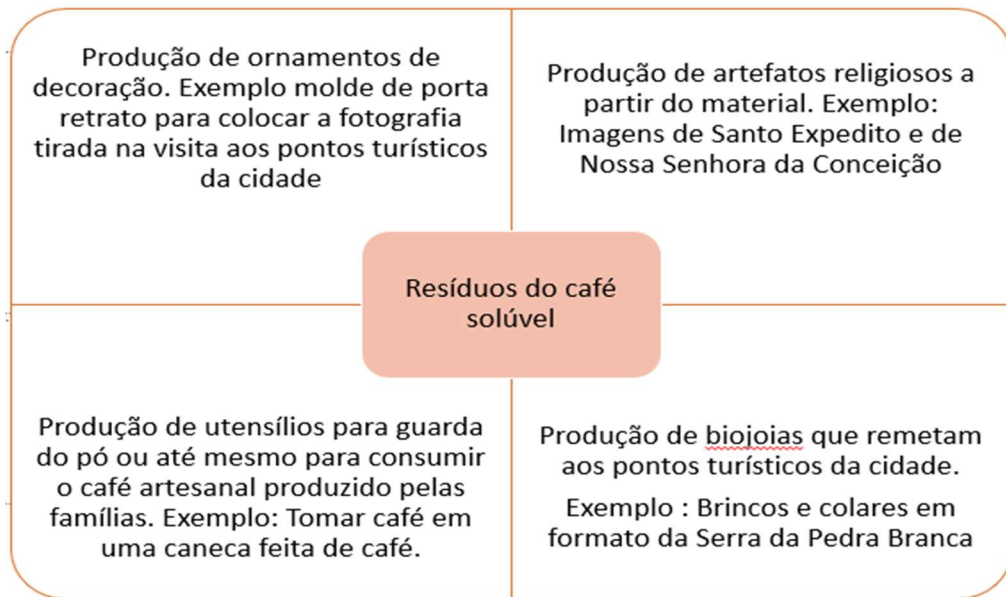 Produção de ornamentos de
decoração. Exemplo molde de porta
retrato para colocar a fotografia
tirada na visita aos pontos turísticos
da cidade
Produção de artefatos religiosos a
partir do material. Exemplo:
Imagens de Santo Expedito e de
Nossa Senhora da Conceição
Resíduos do café
solúvel
Produção de utensílios para guarda
do pó ou até mesmo para consumir
o café artesanal produzido pelas
famílias. Exemplo: Tomar café em
uma caneca feita de café.
Produção de biojoias que remetam
aos pontos turísticos da cidade.
Exemplo : Brincos e colares em
formato da Serra da Pedra Branca